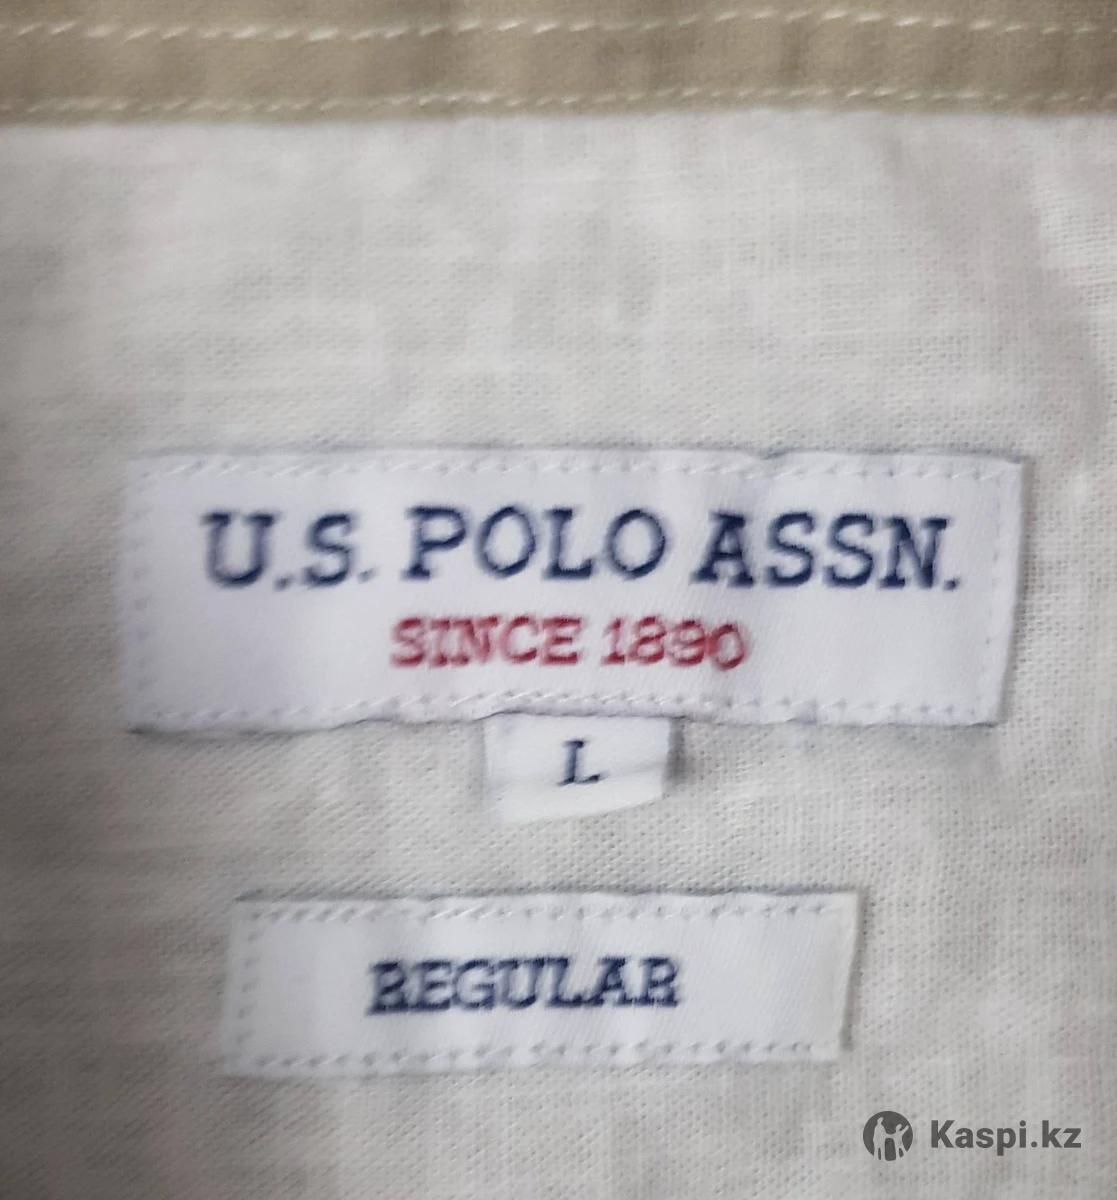 U.S. POLO ASSN.
SINCE 1890
L
REGULAR
Kaspi.kz